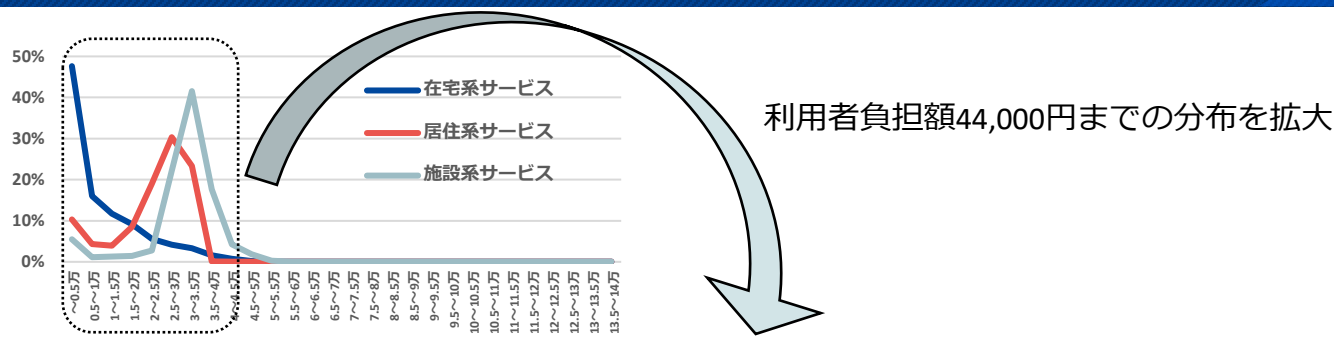 50%
40%
30%
20%
10%
0%
在宅系サービス
居住系サービス
施設系サービス
利用者負担額44,000円までの分布を拡大
~0.5万
0.5~1万
1~1.5万
1.5~2万
2~2.5万
2.5~3万
3~3.5万
3.5~4万
4~4.5万
4.5~5万
5~5.5万
5.5~6万
6~6.5万
6.5~7万
7~7.5万
7.5~8万
8~8.5万
8.5~9万
9~9.5万
9.5~10万
10~10.5万
10.5~11万
11~11.5万
11.5~12万
12~12.5万
12.5~13万
13~13.5万
13.5~14万